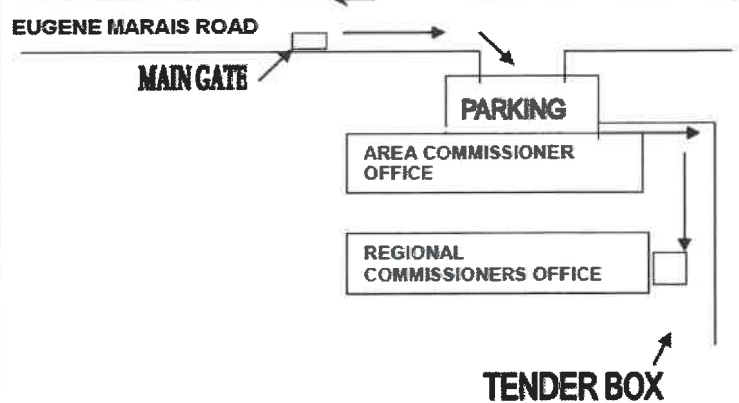 EUGENE MARAIS ROAD
MAIN GATE
PARKING
AREA COMMISSIONER
OFFICE
REGIONAL
COMMISSIONERS OFFICE
TENDER BOX